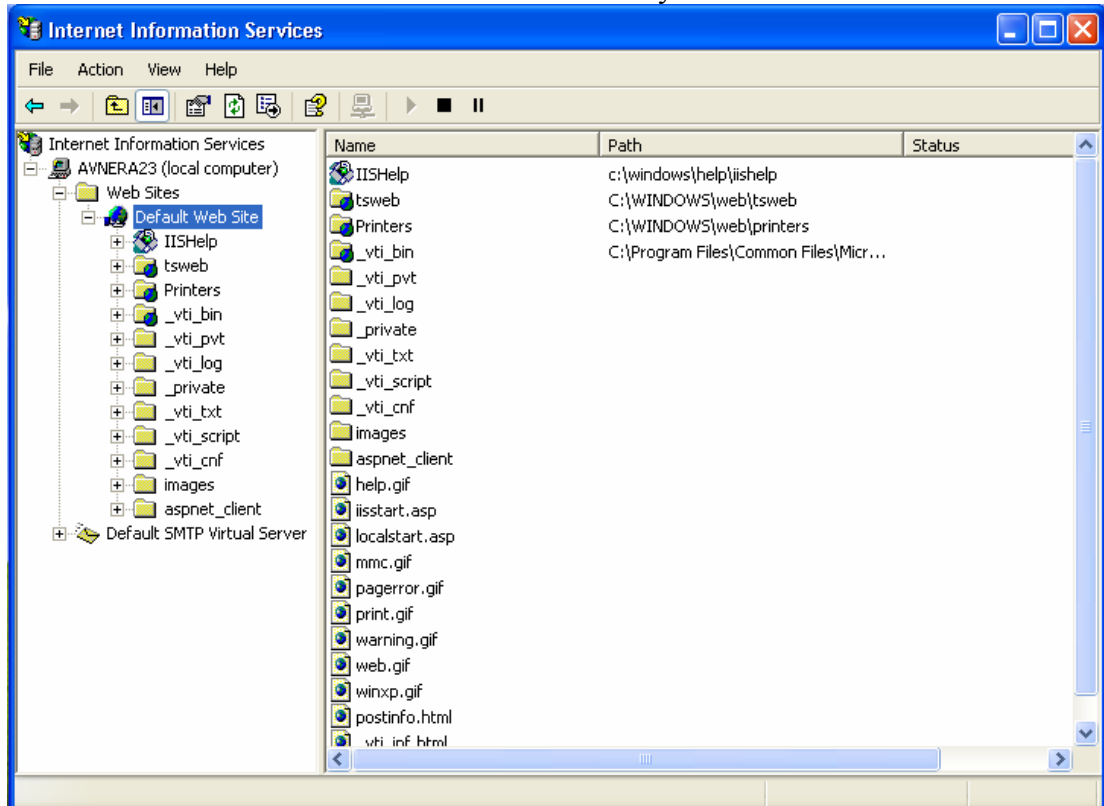 Internet Information Services
File Action View Help
Internet Information Services
AVNERA23 (local computer)
Web Sites
Default Web Site
IISHelp
tsweb
Printers
_vti_bin
_vti_pvt
_vti_log
_private
_vti_txt
_vti_script
_vti_cnf
images
aspnet_client
Default SMTP Virtual Server
Name Path Status
IISHelp c:\windows\help\iishelp
tsweb C:\WINDOWS\web\tsweb
Printers C:\WINDOWS\web\printers
_vti_bin C:\Program Files\Common Files\Micr...
_vti_pvt
_vti_log
_private
_vti_txt
_vti_script
_vti_cnf
images
aspnet_client
help.gif
iisstart.asp
localstart.asp
mmc.gif
pagerror.gif
print.gif
warning.gif
web.gif
winxp.gif
postinfo.html
_vti_inf.html